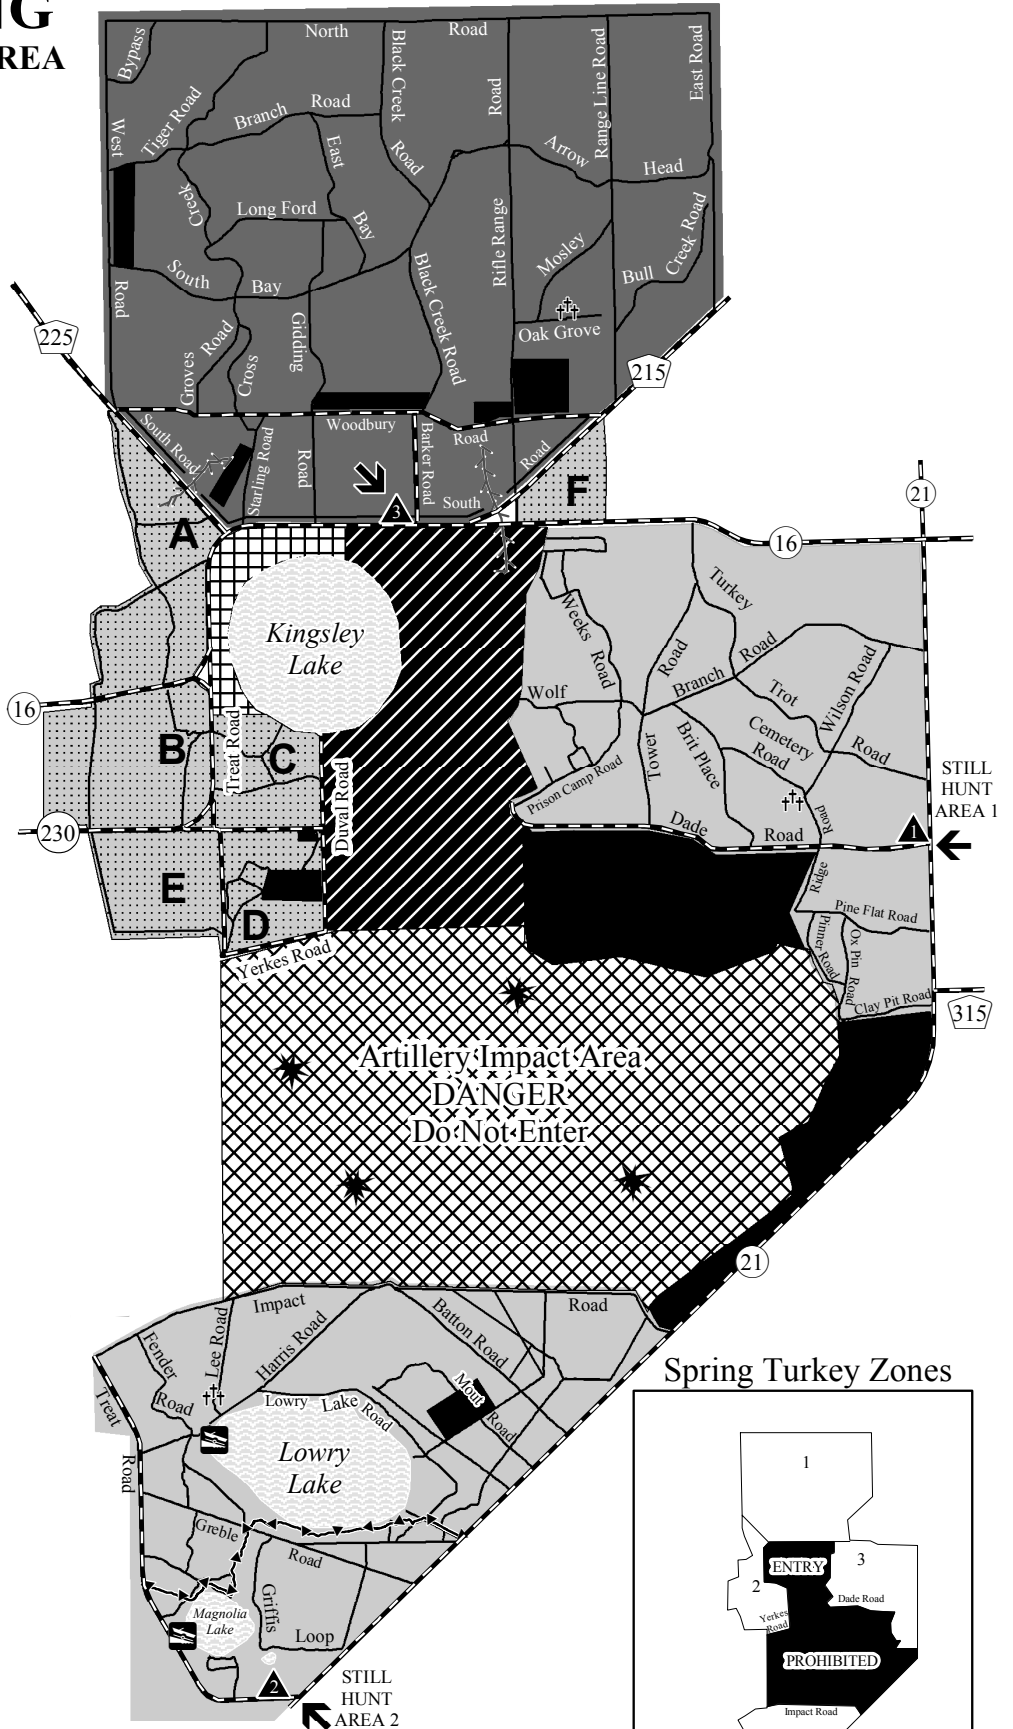 NG
REA
North
Road
Bypass
Black Creek
Road
Road
Range Line Road
East Road
West
Road
Tiger Road
Branch
Road
East
Bay
Arrow
Head
Creek
Long Ford
Rifle Range
Mosley
Bull
Creek Road
South
Bay
Black Creek Road
Oak Grove
225
215
Groves
Road
Cross
Gidding
Road
South Road
Starling Road
Woodbury
Road
Barker Road
South
Road
F
3
A
21
16
Kingsley
Lake
Weeks
Road
Turkey
Trot
Road
Wolf
Branch
Road
Road
Tower
Wilson Road
Cemetery
Road
Brit Place
Prison Camp Road
16
B
C
Treat Road
Duval Road
STILL
HUNT
AREA 1
1
230
Dade
Road
Road
Ridge
E
D
Pine Flat Road
Pinner Road
Ox Pin
Road
Clay Pit Road
315
Yerkes Road
Artillery Impact Area
DANGER
Do Not Enter
21
Impact
Road
Lee Road
Harris Road
Batton Road
Fender
Road
Treat
Road
Lowry
Lake
Road
Mout
Road
Lowry
Lake
Greble
Road
Griffis
Loop
Magnolia
Lake
2
STILL
HUNT
AREA 2
Spring Turkey Zones
1
ENTRY
3
2
Dade Road
Yerkes
Road
PROHIBITED
Impact Road